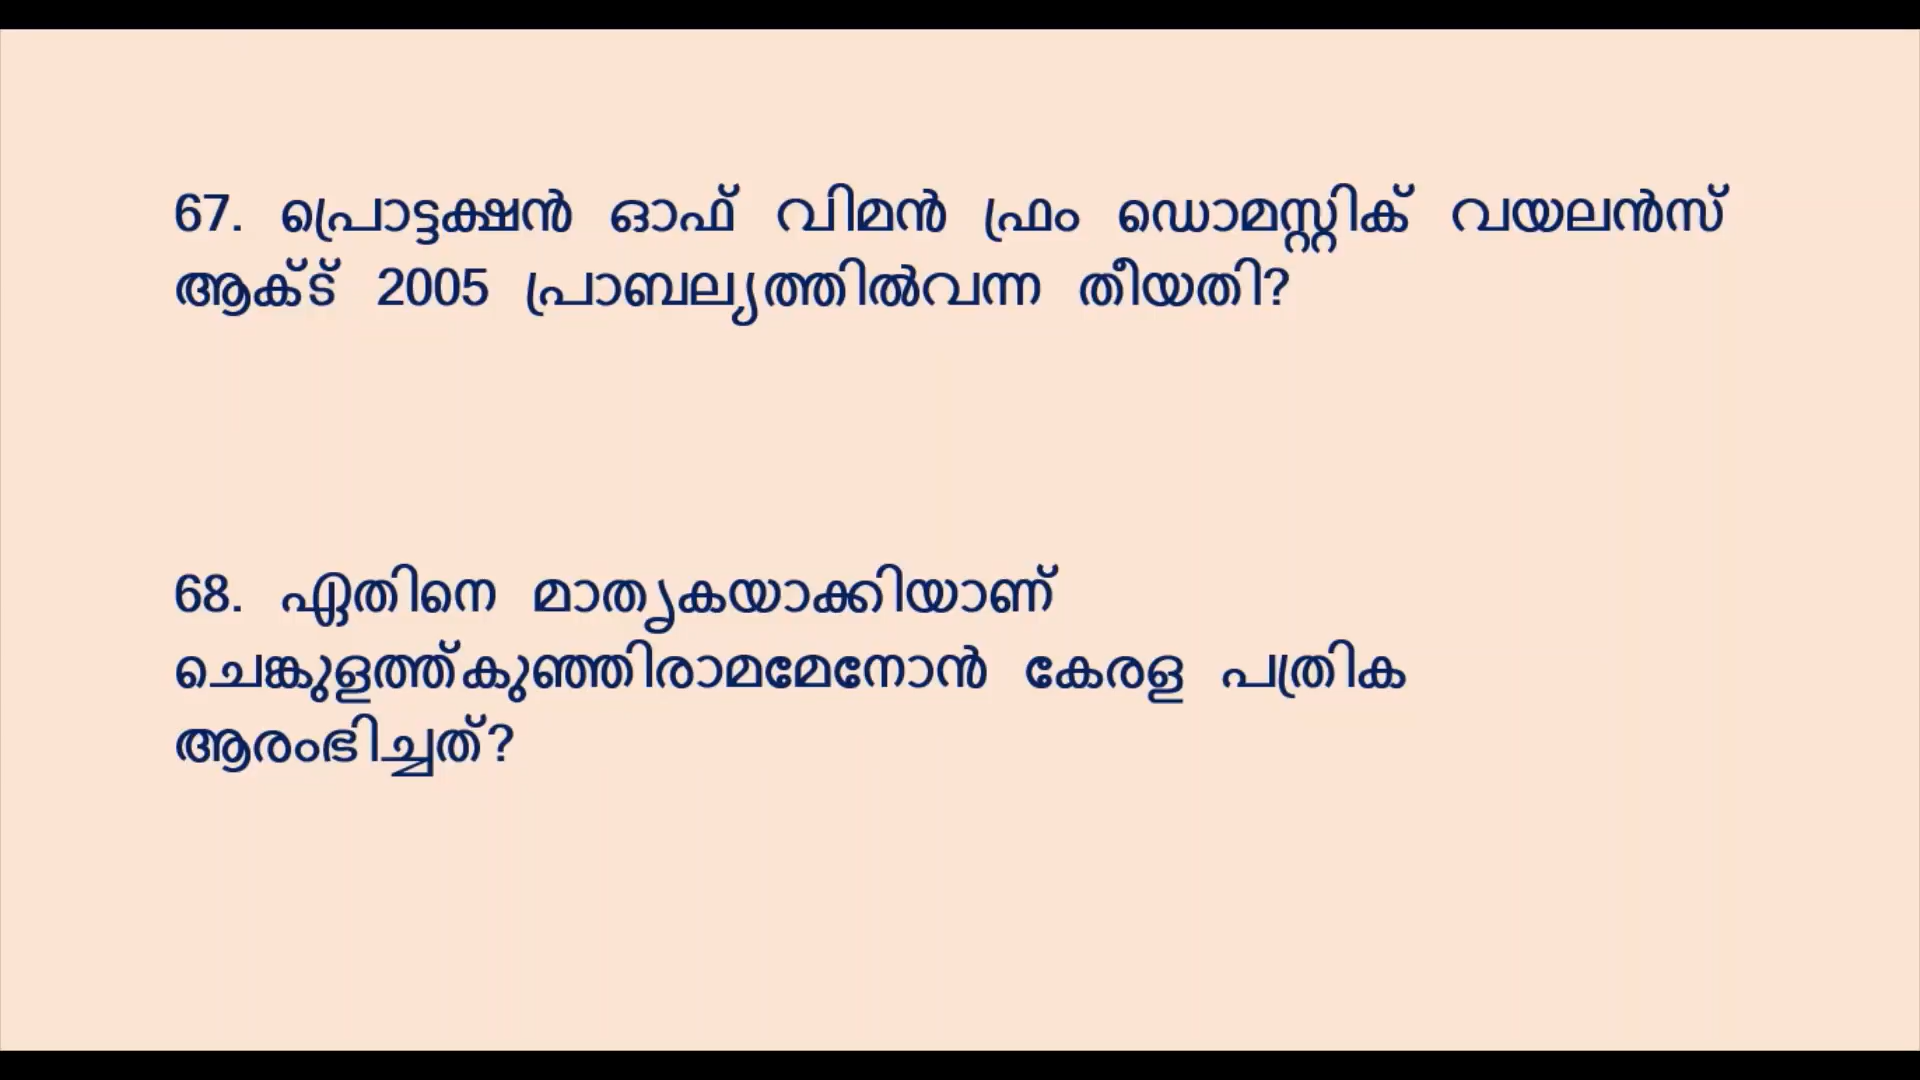 67. പ്രൊട്ടക്ഷൻ ഓഫ് വിമൻ ഫ്രം ഡൊമസ്റ്റിക് വയലൻസ്
ആക്ട് 2005 പ്രാബല്യത്തിൽവന്ന തീയതി?
68. ഏതിനെ മാതൃകയാക്കിയാണ്
ചെങ്കുളത്ത്കുഞ്ഞിരാമമേനോൻ കേരള പത്രിക
ആരംഭിച്ചത്?